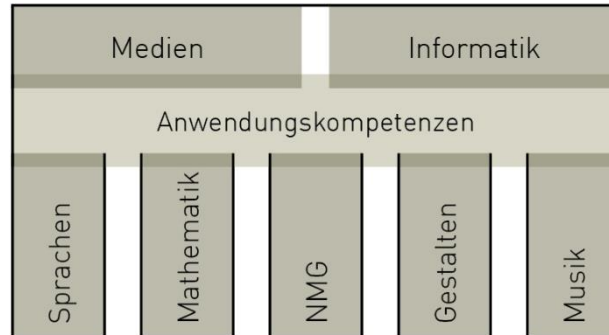 Medien
Informatik
Anwendungskompetenzen
Sprachen
Mathematik
NMG
Gestalten
Musik